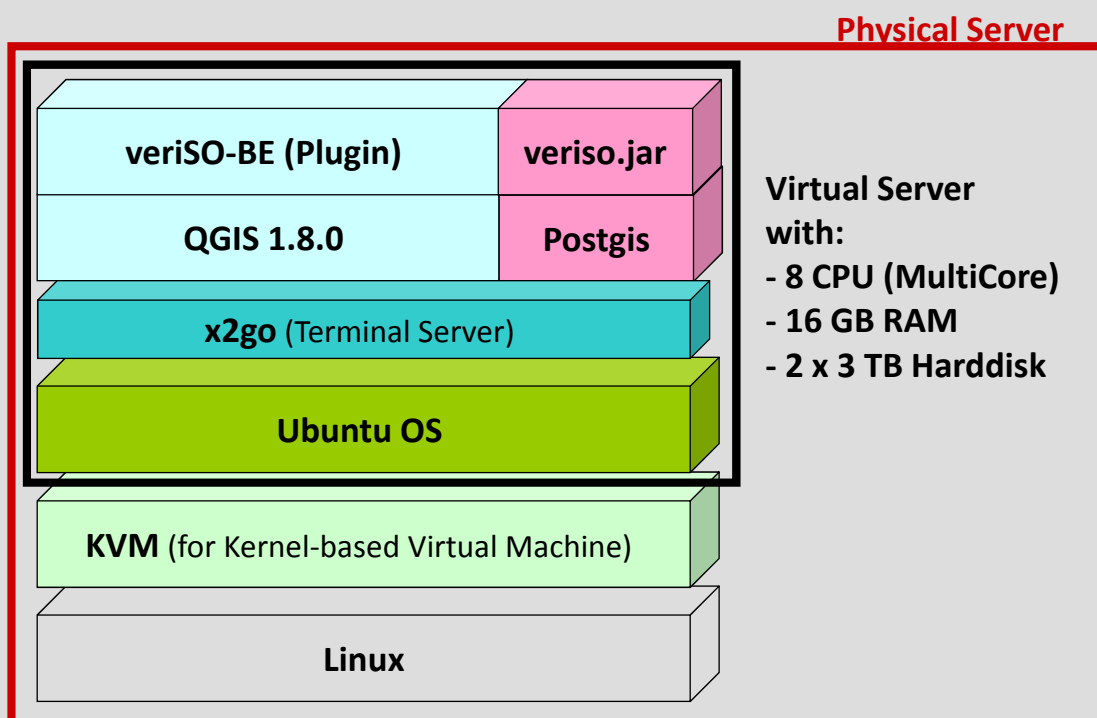 Physical Server
veriSO-BE (Plugin)
veriso.jar
QGIS 1.8.0
Postgis
x2go (Terminal Server)
Ubuntu OS
KVM (for Kernel-based Virtual Machine)
Linux
Virtual Server
with:
- 8 CPU (MultiCore)
- 16 GB RAM
- 2 x 3 TB Harddisk